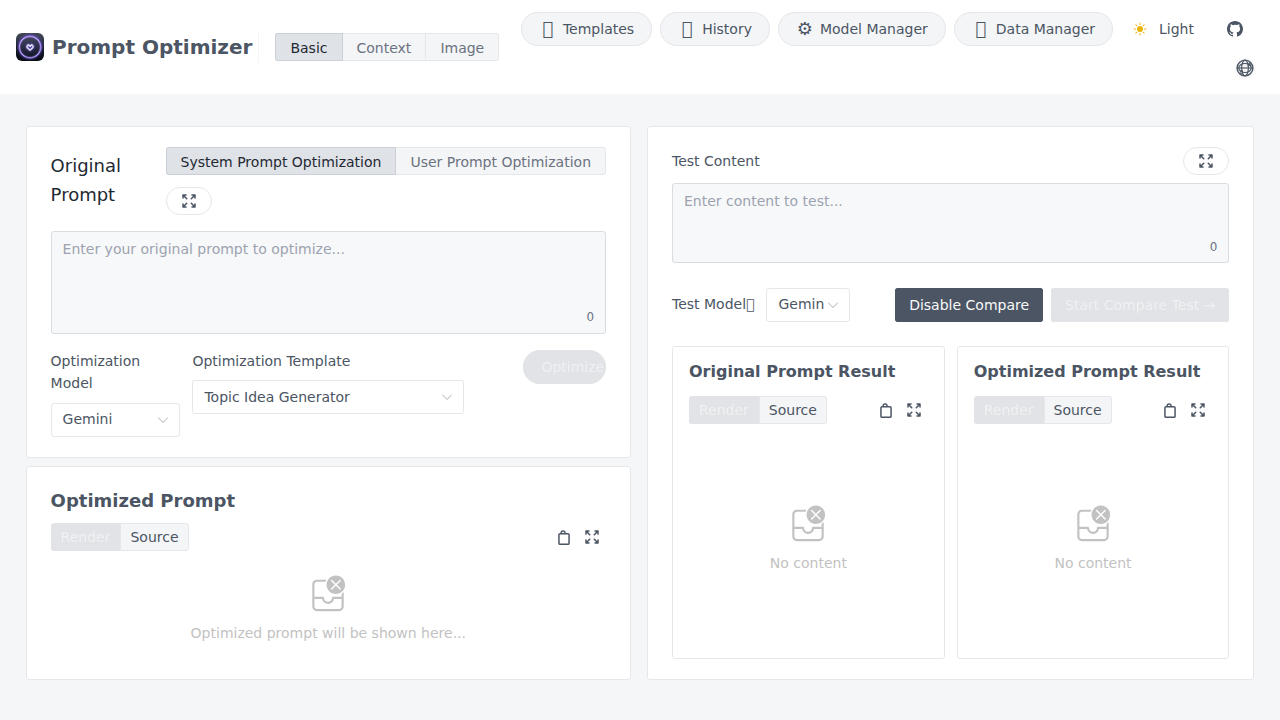 Prompt Optimizer
Basic
Context
Image
Templates
History
Model Manager
Data Manager
Light
Original
Prompt
System Prompt Optimization
User Prompt Optimization
Enter your original prompt to optimize...
0
Optimization
Model
Gemini
Optimization Template
Topic Idea Generator
Optimize
Optimized Prompt
Render
Source
Optimized prompt will be shown here...
Test Content
Enter content to test...
0
Test Model
Gemin
Disable Compare
Start Compare Test →
Original Prompt Result
Render
Source
No content
Optimized Prompt Result
Render
Source
No content